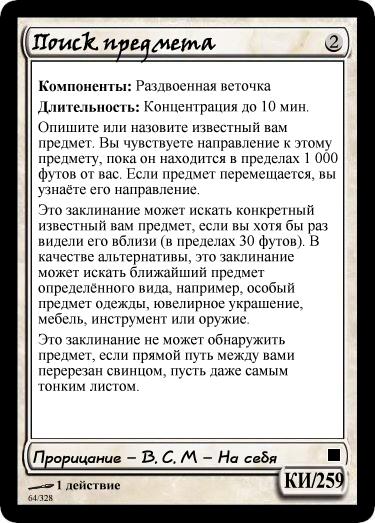 Поиск предмета 2
Компоненты: Раздвоенная веточка
Длительность: Концентрация до 10 мин.
Опишите или назовите известный вам
предмет. Вы чувствуете направление к этому
предмету, пока он находится в пределах 1 000
футов от вас. Если предмет перемещается, вы
узнаёте его направление.
Это заклинание может искать конкретный
известный вам предмет, если вы хотя бы раз
видели его вблизи (в пределах 30 футов). В
качестве альтернативы, это заклинание
может искать ближайший предмет
определённого вида, например, особый
предмет одежды, ювелирное украшение,
мебель, инструмент или оружие.
Это заклинание не может обнаружить
предмет, если прямой путь между вами
перерезан свинцом, пусть даже самым
тонким листом.
Прорицание – В, С, М – На себя
1 действие
КИ/259
64/328